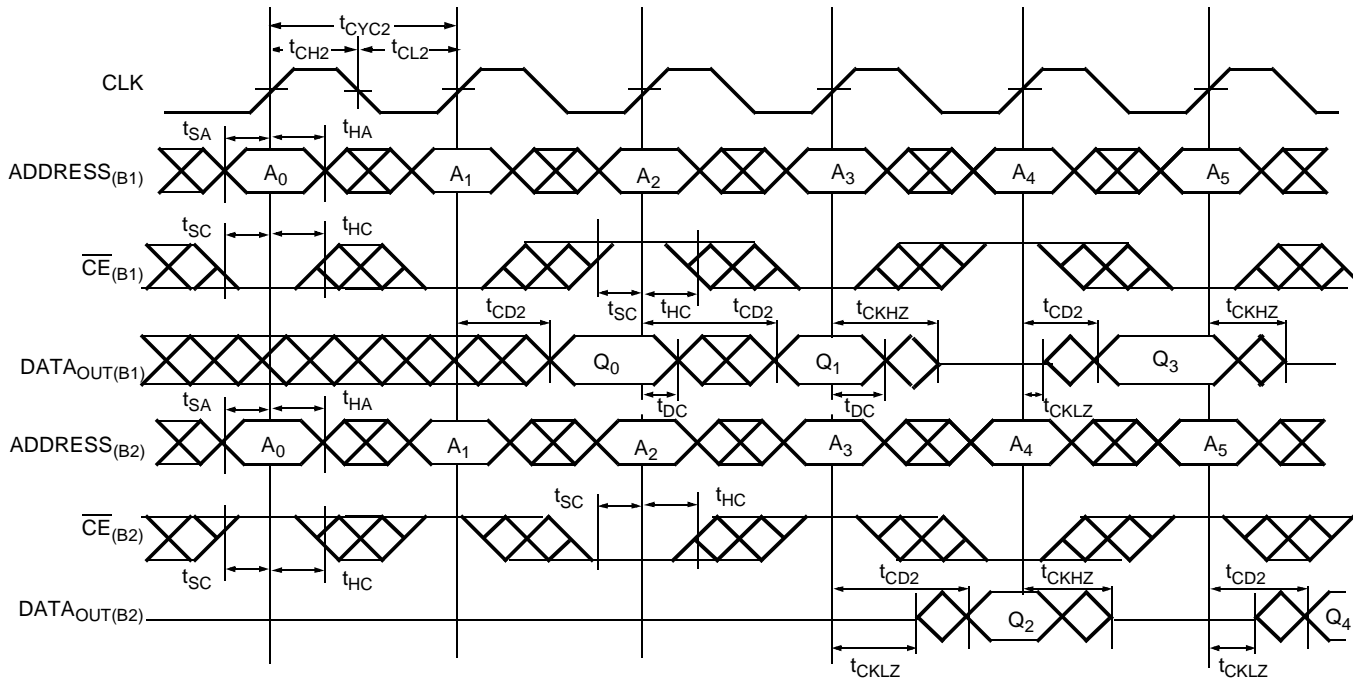 tCYC2
tCH2 tCL2
CLK
tSA tHA
ADDRESS(B1) A0 A1 A2 A3 A4 A5
tSC tHC
CE(B1)
tSC tHC
tCD2 tCD2 tCKHZ tCD2 tCKHZ
DATAOUT(B1) Q0 Q1 Q3
tDC tDC tCKLZ
tSA tHA
ADDRESS(B2) A0 A1 A2 A3 A4 A5
tSC tHC
CE(B2)
tSC tHC
tCD2 tCKHZ tCD2
DATAOUT(B2) Q2 Q4
tCKLZ tCKLZ